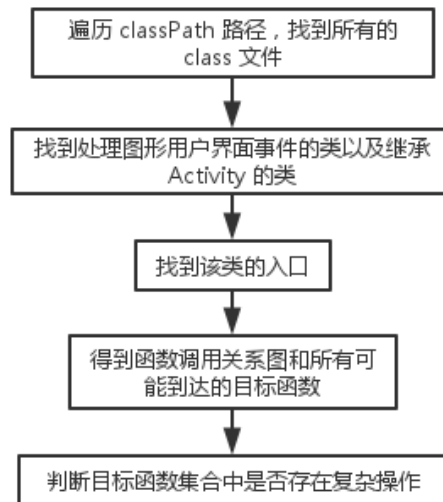 遍历 classPath 路径，找到所有的
class 文件
找到处理图形用户界面事件的类以及继承
Activity 的类
找到该类的入口
得到函数调用关系图和所有可
能到达的目标函数
判断目标函数集合中是否存在复杂操作